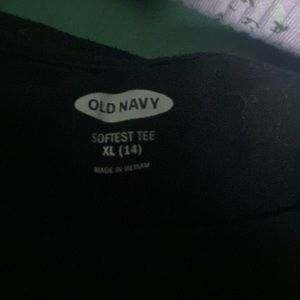 OLD NAVY
SOFTEST TEE
XL (14)
MADE IN VIETNAM